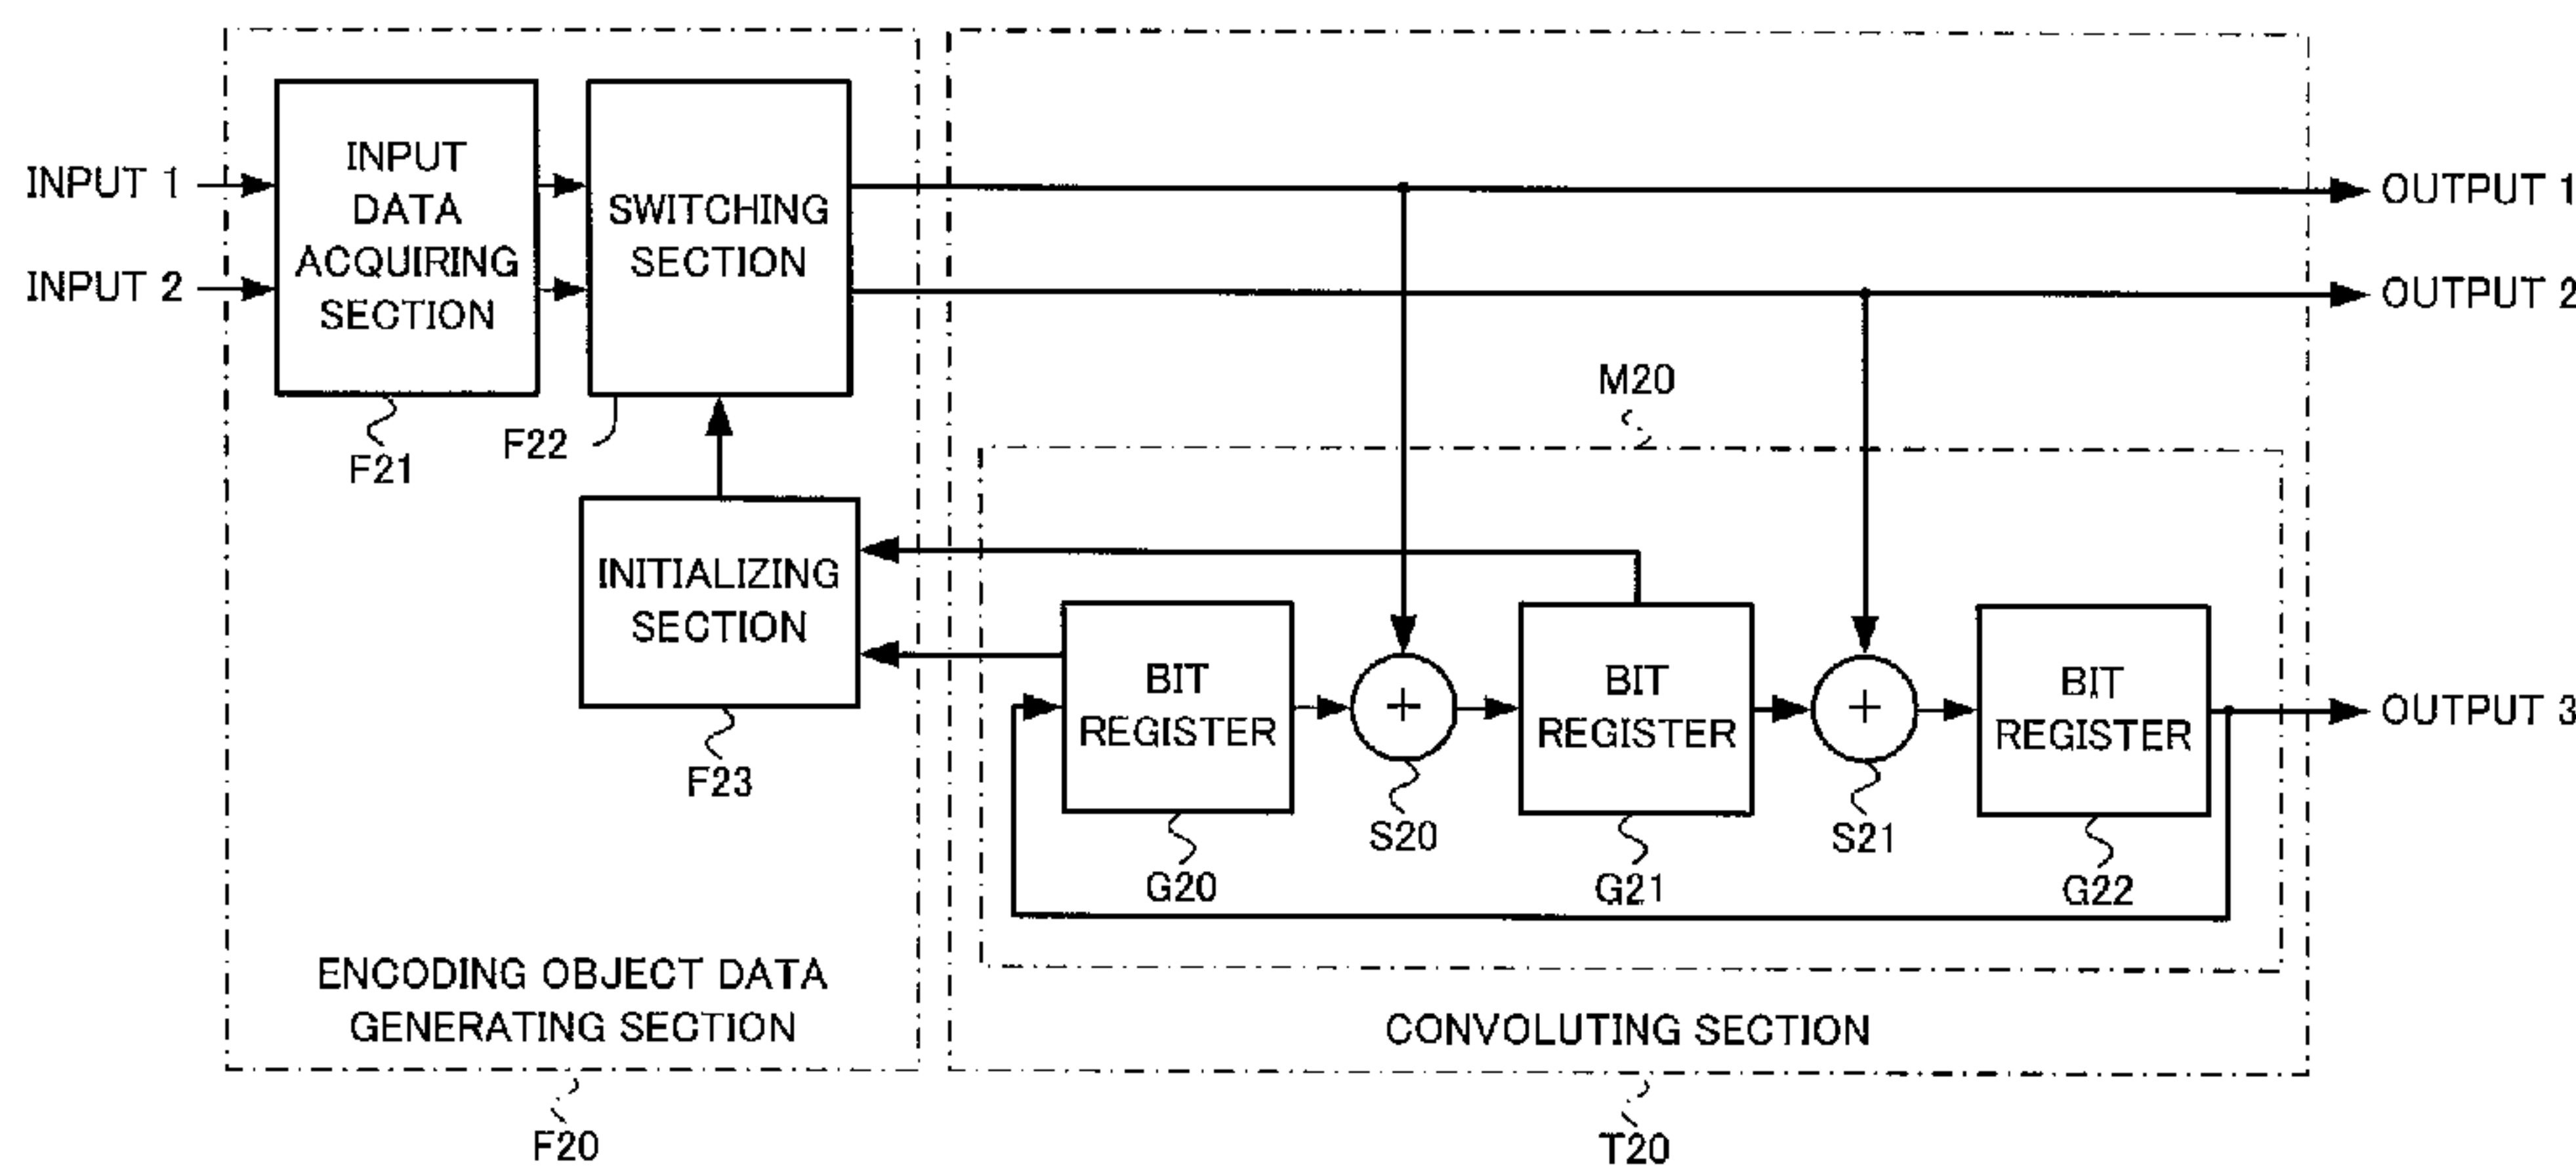 INPUT 1
INPUT 2
INPUT
DATA
ACQUIRING
SECTION
F21
SWITCHING
SECTION
F22
INITIALIZING
SECTION
F23
ENCODING OBJECT DATA
GENERATING SECTION
F20
OUTPUT 1
OUTPUT 2
M20
BIT
REGISTER
G20
+
S20
BIT
REGISTER
G21
+
S21
BIT
REGISTER
G22
OUTPUT 3
CONVOLUTING SECTION
T20